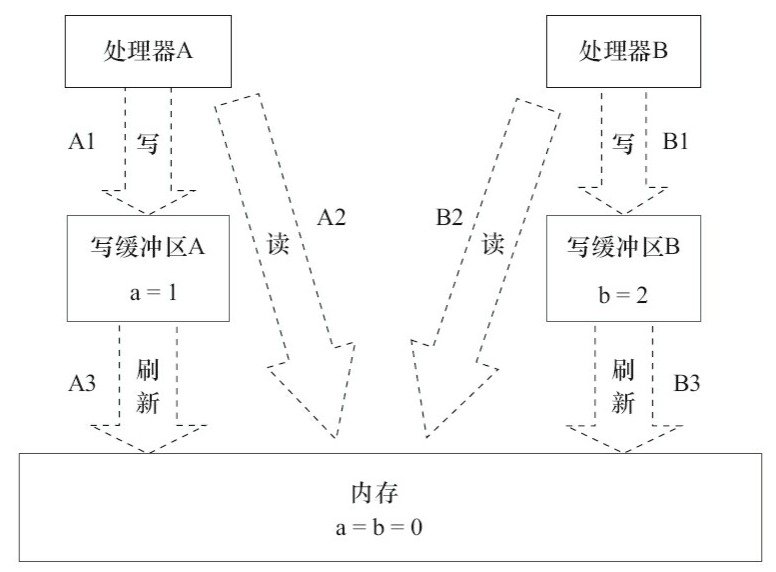 处理器A
处理器B
A1
写
写
B1
A2
B2
读
读
写缓冲区A
a = 1
写缓冲区B
b = 2
A3
刷
新
刷
新
B3
内存
a = b = 0